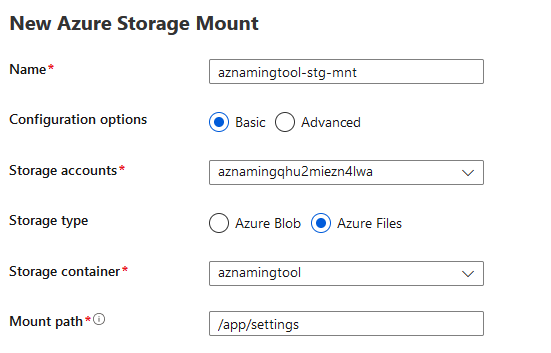 New Azure Storage Mount
Name*
aznamingtool-stg-mnt
Configuration options
Basic
Advanced
Storage accounts*
aznamingqhu2miezn4lwa
Storage type
Azure Blob
Azure Files
Storage container*
aznamingtool
Mount path*
/app/settings